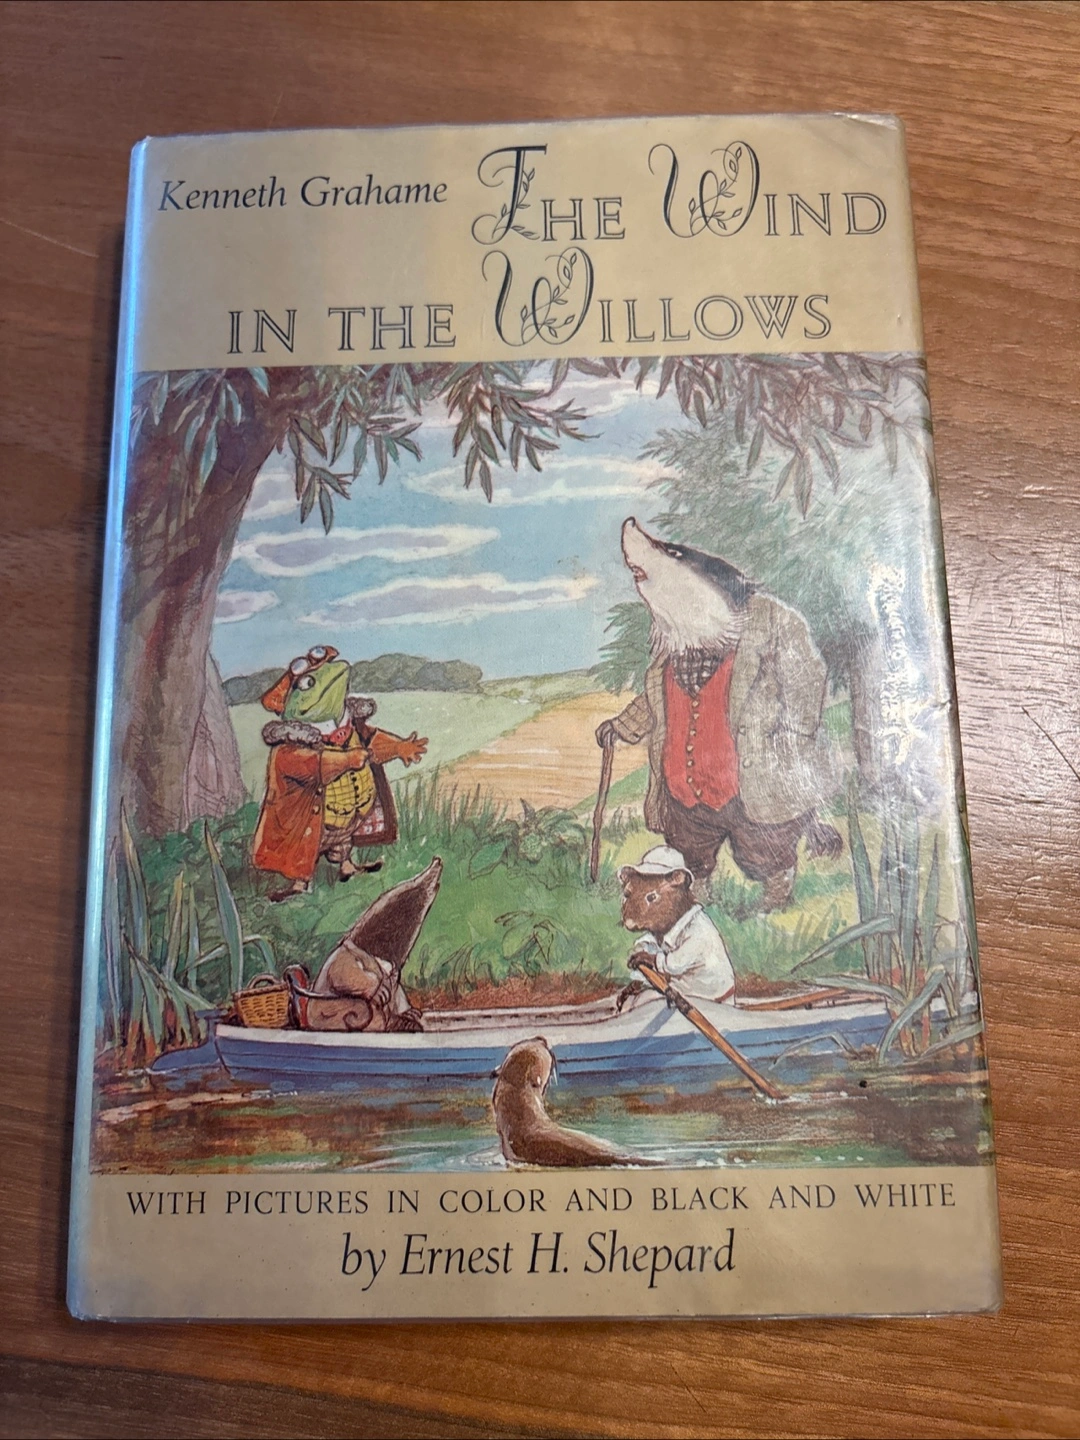 Kenneth Grahame
THE WIND
IN THE WILLOWS
WITH PICTURES IN COLOR AND BLACK AND WHITE
by Ernest H. Shepard